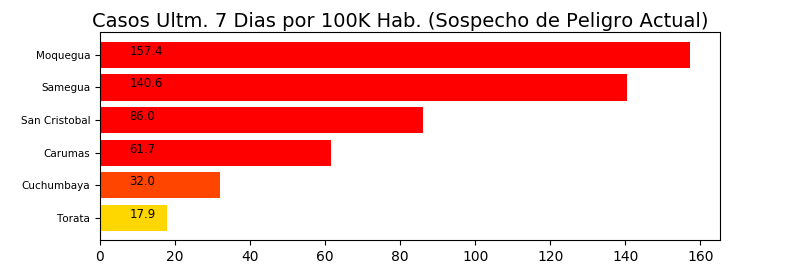 Casos Ultm. 7 Dias por 100K Hab. (Sospecho de Peligro Actual)
Moquegua 157.4
Samegua 140.6
San Cristobal 86.0
Carumas 61.7
Cuchumbaya 32.0
Torata 17.9
0 20 40 60 80 100 120 140 160